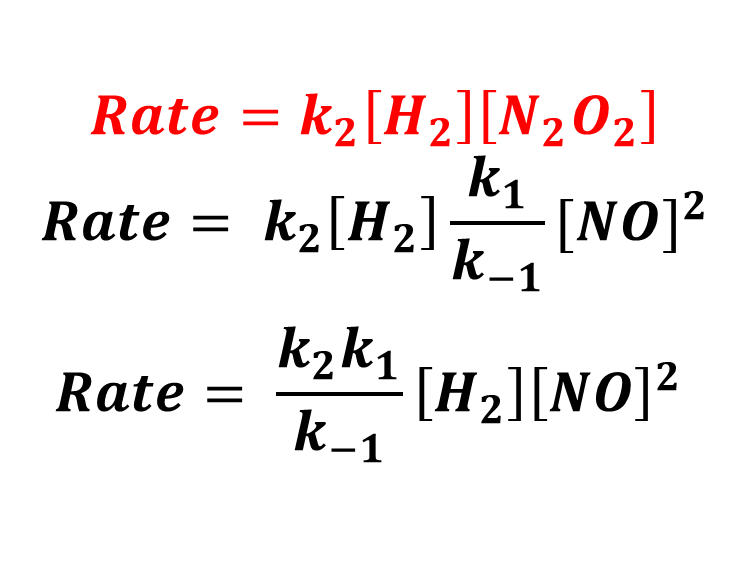 Rate = k₂[H₂][N₂O₂]
Rate = k₂[H₂] k₁/k₋₁ [NO]²
Rate = k₂k₁/k₋₁ [H₂][NO]²